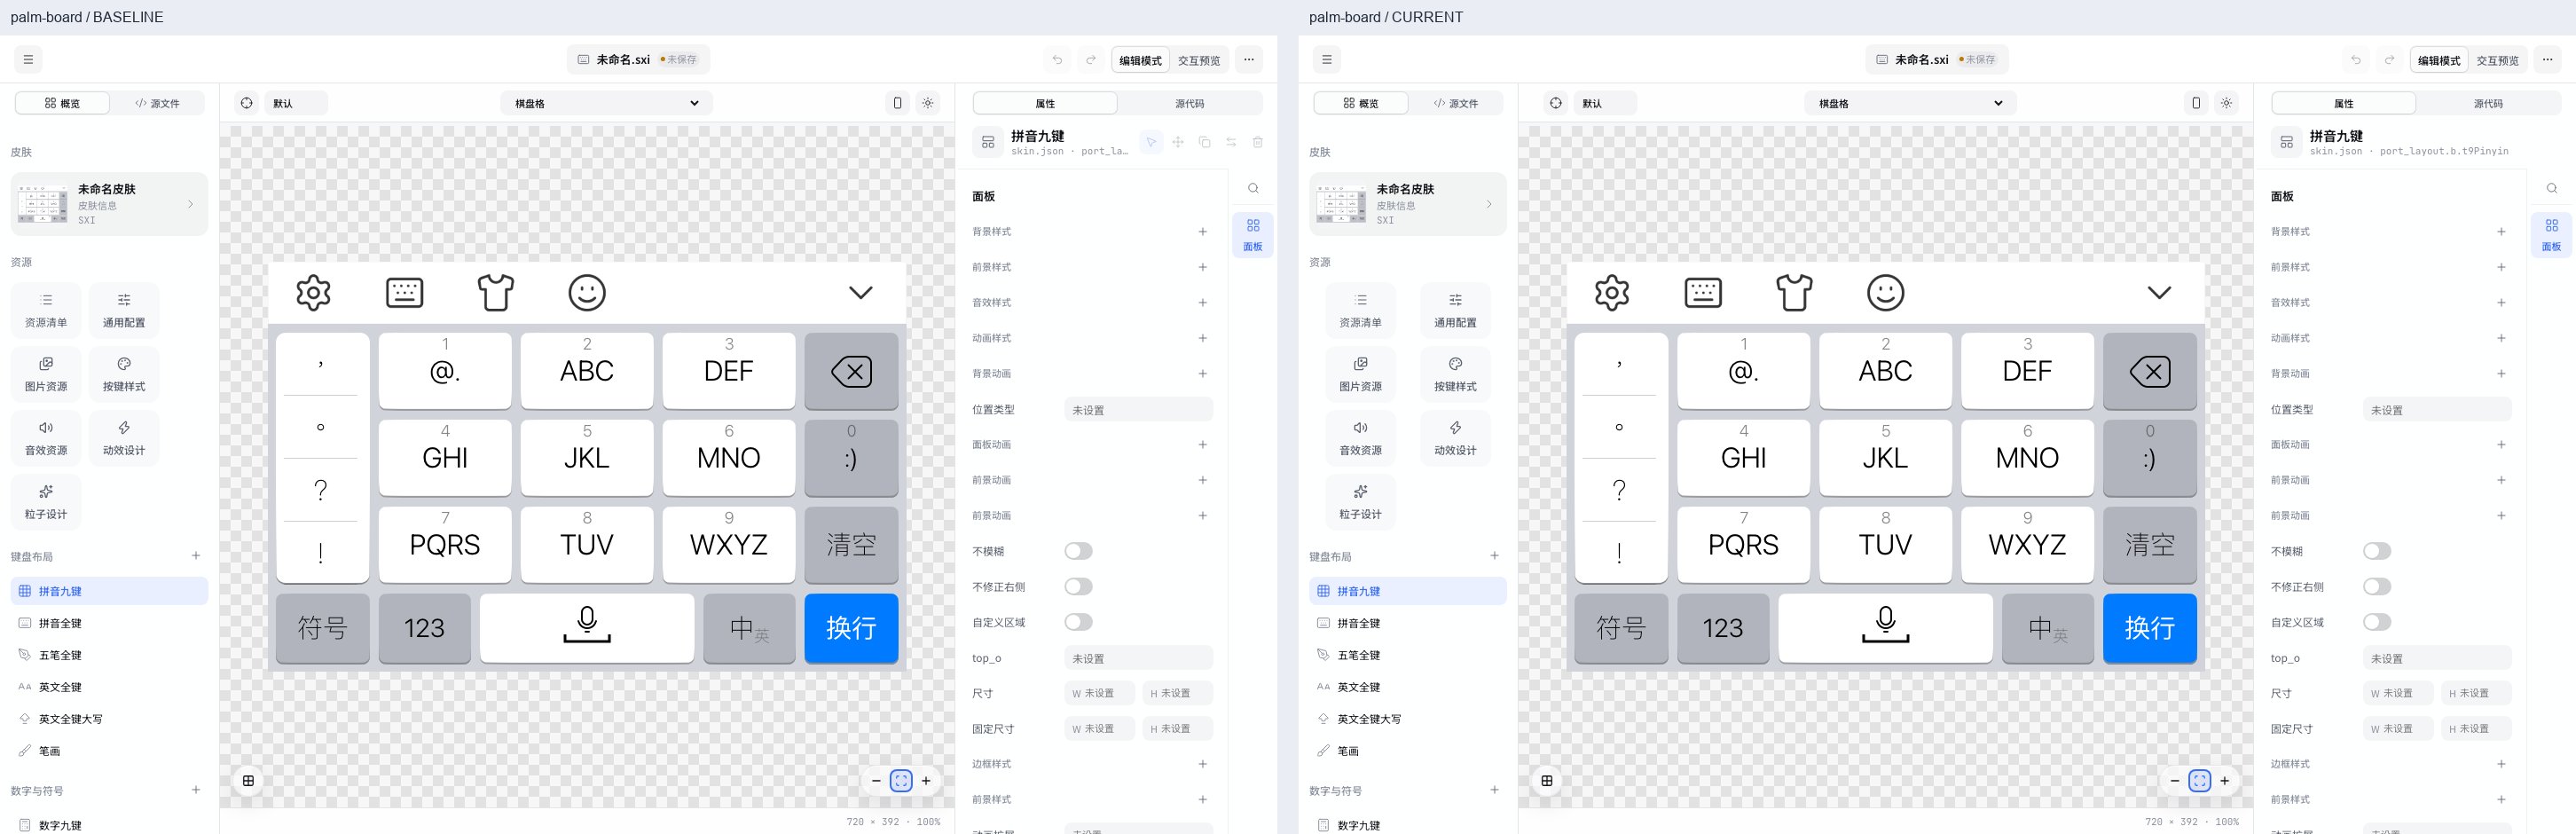 palm-board / BASELINE
未命名.sxi 未保存
编辑模式 交互预览
概览 源文件
默认
棋盘格
属性 源代码
皮肤
未命名皮肤
皮肤信息
SXI
资源
资源清单 通用配置
图片资源 按键样式
音效资源 动效设计
粒子设计
键盘布局
拼音九键
拼音全键
五笔全键
英文全键
英文全键大写
笔画
数字与符号
数字九键
,
。
?
!
1
@.
2
ABC
3
DEF
4
GHI
5
JKL
6
MNO
0
:)
7
PQRS
8
TUV
9
WXYZ
清空
符号
123
中英
换行
720 × 392 · 100%
拼音九键
skin.json · port_la…
面板
面板
背景样式
前景样式
音效样式
动画样式
背景动画
位置类型 未设置
面板动画
前景动画
前景动画
不模糊
不修正右侧
自定义区域
top_o 未设置
尺寸 W 未设置 H 未设置
固定尺寸 W 未设置 H 未设置
边框样式
前景样式
palm-board / CURRENT
未命名.sxi 未保存
编辑模式 交互预览
概览 源文件
默认
棋盘格
属性 源代码
皮肤
未命名皮肤
皮肤信息
SXI
资源
资源清单 通用配置
图片资源 按键样式
音效资源 动效设计
粒子设计
键盘布局
拼音九键
拼音全键
五笔全键
英文全键
英文全键大写
笔画
数字与符号
数字九键
,
。
?
!
1
@.
2
ABC
3
DEF
4
GHI
5
JKL
6
MNO
0
:)
7
PQRS
8
TUV
9
WXYZ
清空
符号
123
中英
换行
720 × 392 · 100%
拼音九键
skin.json · port_layout.b.t9Pinyin
面板
面板
背景样式
前景样式
音效样式
动画样式
背景动画
位置类型 未设置
面板动画
前景动画
前景动画
不模糊
不修正右侧
自定义区域
top_o 未设置
尺寸 W 未设置 H 未设置
固定尺寸 W 未设置 H 未设置
边框样式
前景样式